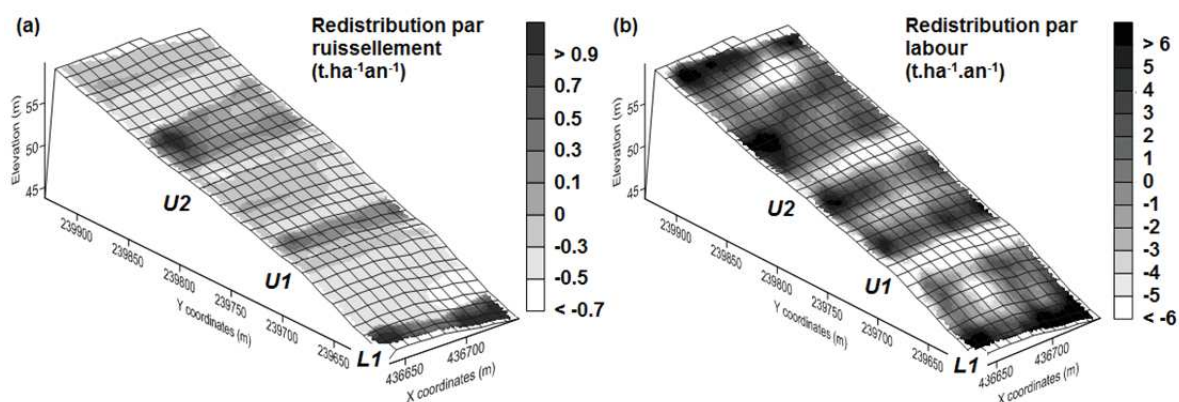 (a)
Redistribution par
ruissellement
(t.ha⁻¹an⁻¹)
> 0.9
0.7
0.5
0.3
0.1
0
-0.3
-0.5
< -0.7
Elevation (m)
55
50
45
U2
U1
L1
239900
239850
239800
239750
239700
239650
Y coordinates (m)
436650
436700
X coordinates (m)
(b)
Redistribution par
labour
(t.ha⁻¹.an⁻¹)
> 6
5
4
3
2
1
0
-1
-2
-3
-4
-5
< -6
Elevation (m)
55
50
45
U2
U1
L1
239900
239850
239800
239750
239700
239650
Y coordinates (m)
436650
436700
X coordinates (m)